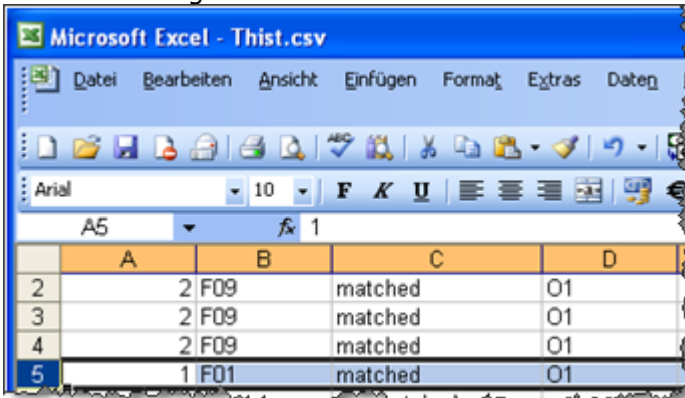 Microsoft Excel - Thist.csv
Datei Bearbeiten Ansicht Einfügen Format Extras Daten
Arial 10 F K U
A5 fx 1
A B C D
2 2 F09 matched O1
3 2 F09 matched O1
4 2 F09 matched O1
5 1 F01 matched O1